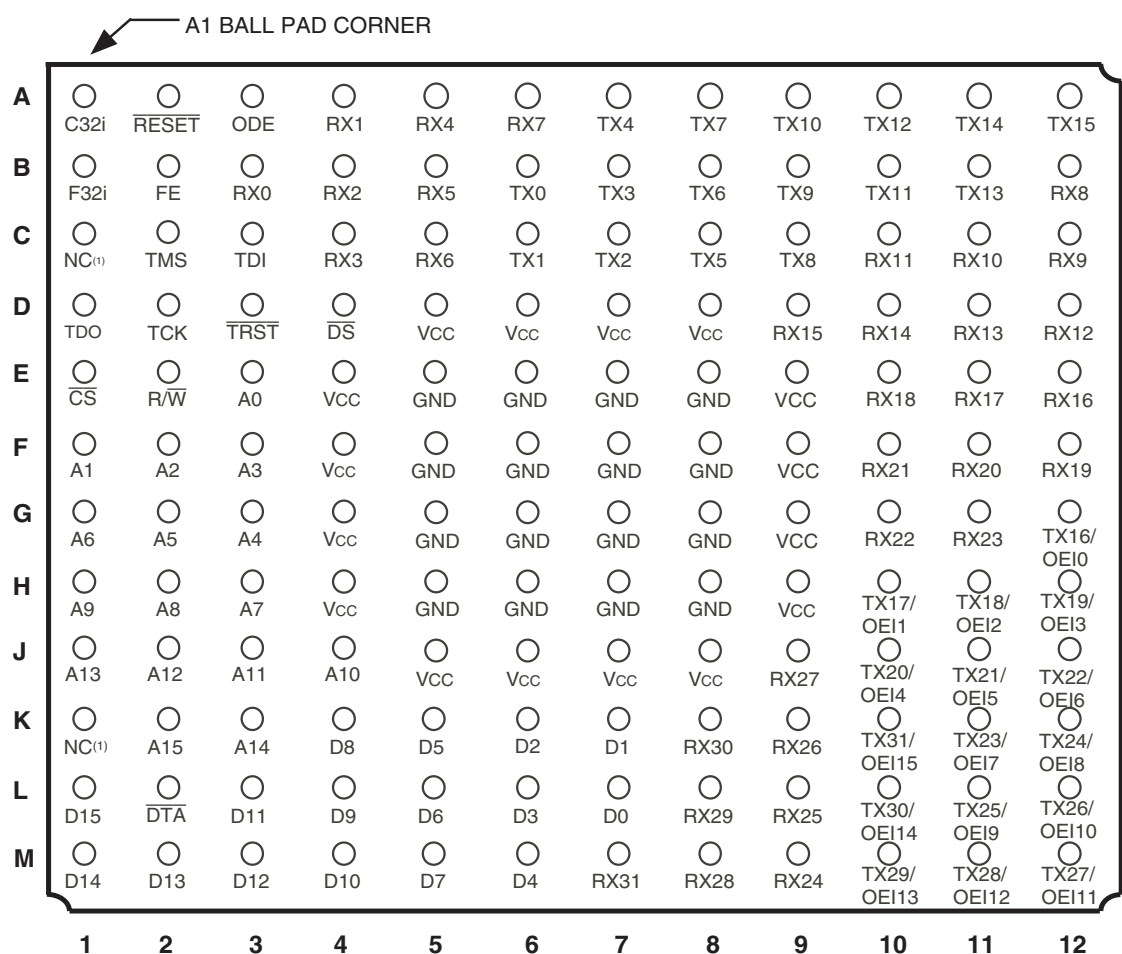 A1 BALL PAD CORNER
A
C32i RESET ODE RX1 RX4 RX7 TX4 TX7 TX10 TX12 TX14 TX15
B
F32i FE RX0 RX2 RX5 TX0 TX3 TX6 TX9 TX11 TX13 RX8
C
NC(1) TMS TDI RX3 RX6 TX1 TX2 TX5 TX8 RX11 RX10 RX9
D
TDO TCK TRST DS VCC VCC VCC VCC RX15 RX14 RX13 RX12
E
CS R/W A0 VCC GND GND GND GND VCC RX18 RX17 RX16
F
A1 A2 A3 VCC GND GND GND GND VCC RX21 RX20 RX19
G
A6 A5 A4 VCC GND GND GND GND VCC RX22 RX23 TX16/
OEI0
H
A9 A8 A7 VCC GND GND GND GND VCC TX17/ TX18/ TX19/
OEI1 OEI2 OEI3
J
A13 A12 A11 A10 VCC VCC VCC VCC RX27 TX20/ TX21/ TX22/
OEI4 OEI5 OEI6
K
NC(1) A15 A14 D8 D5 D2 D1 RX30 RX26 TX31/ TX23/ TX24/
OEI15 OEI7 OEI8
L
D15 DTA D11 D9 D6 D3 D0 RX29 RX25 TX30/ TX25/ TX26/
OEI14 OEI9 OEI10
M
D14 D13 D12 D10 D7 D4 RX31 RX28 RX24 TX29/ TX28/ TX27/
OEI13 OEI12 OEI11
1 2 3 4 5 6 7 8 9 10 11 12